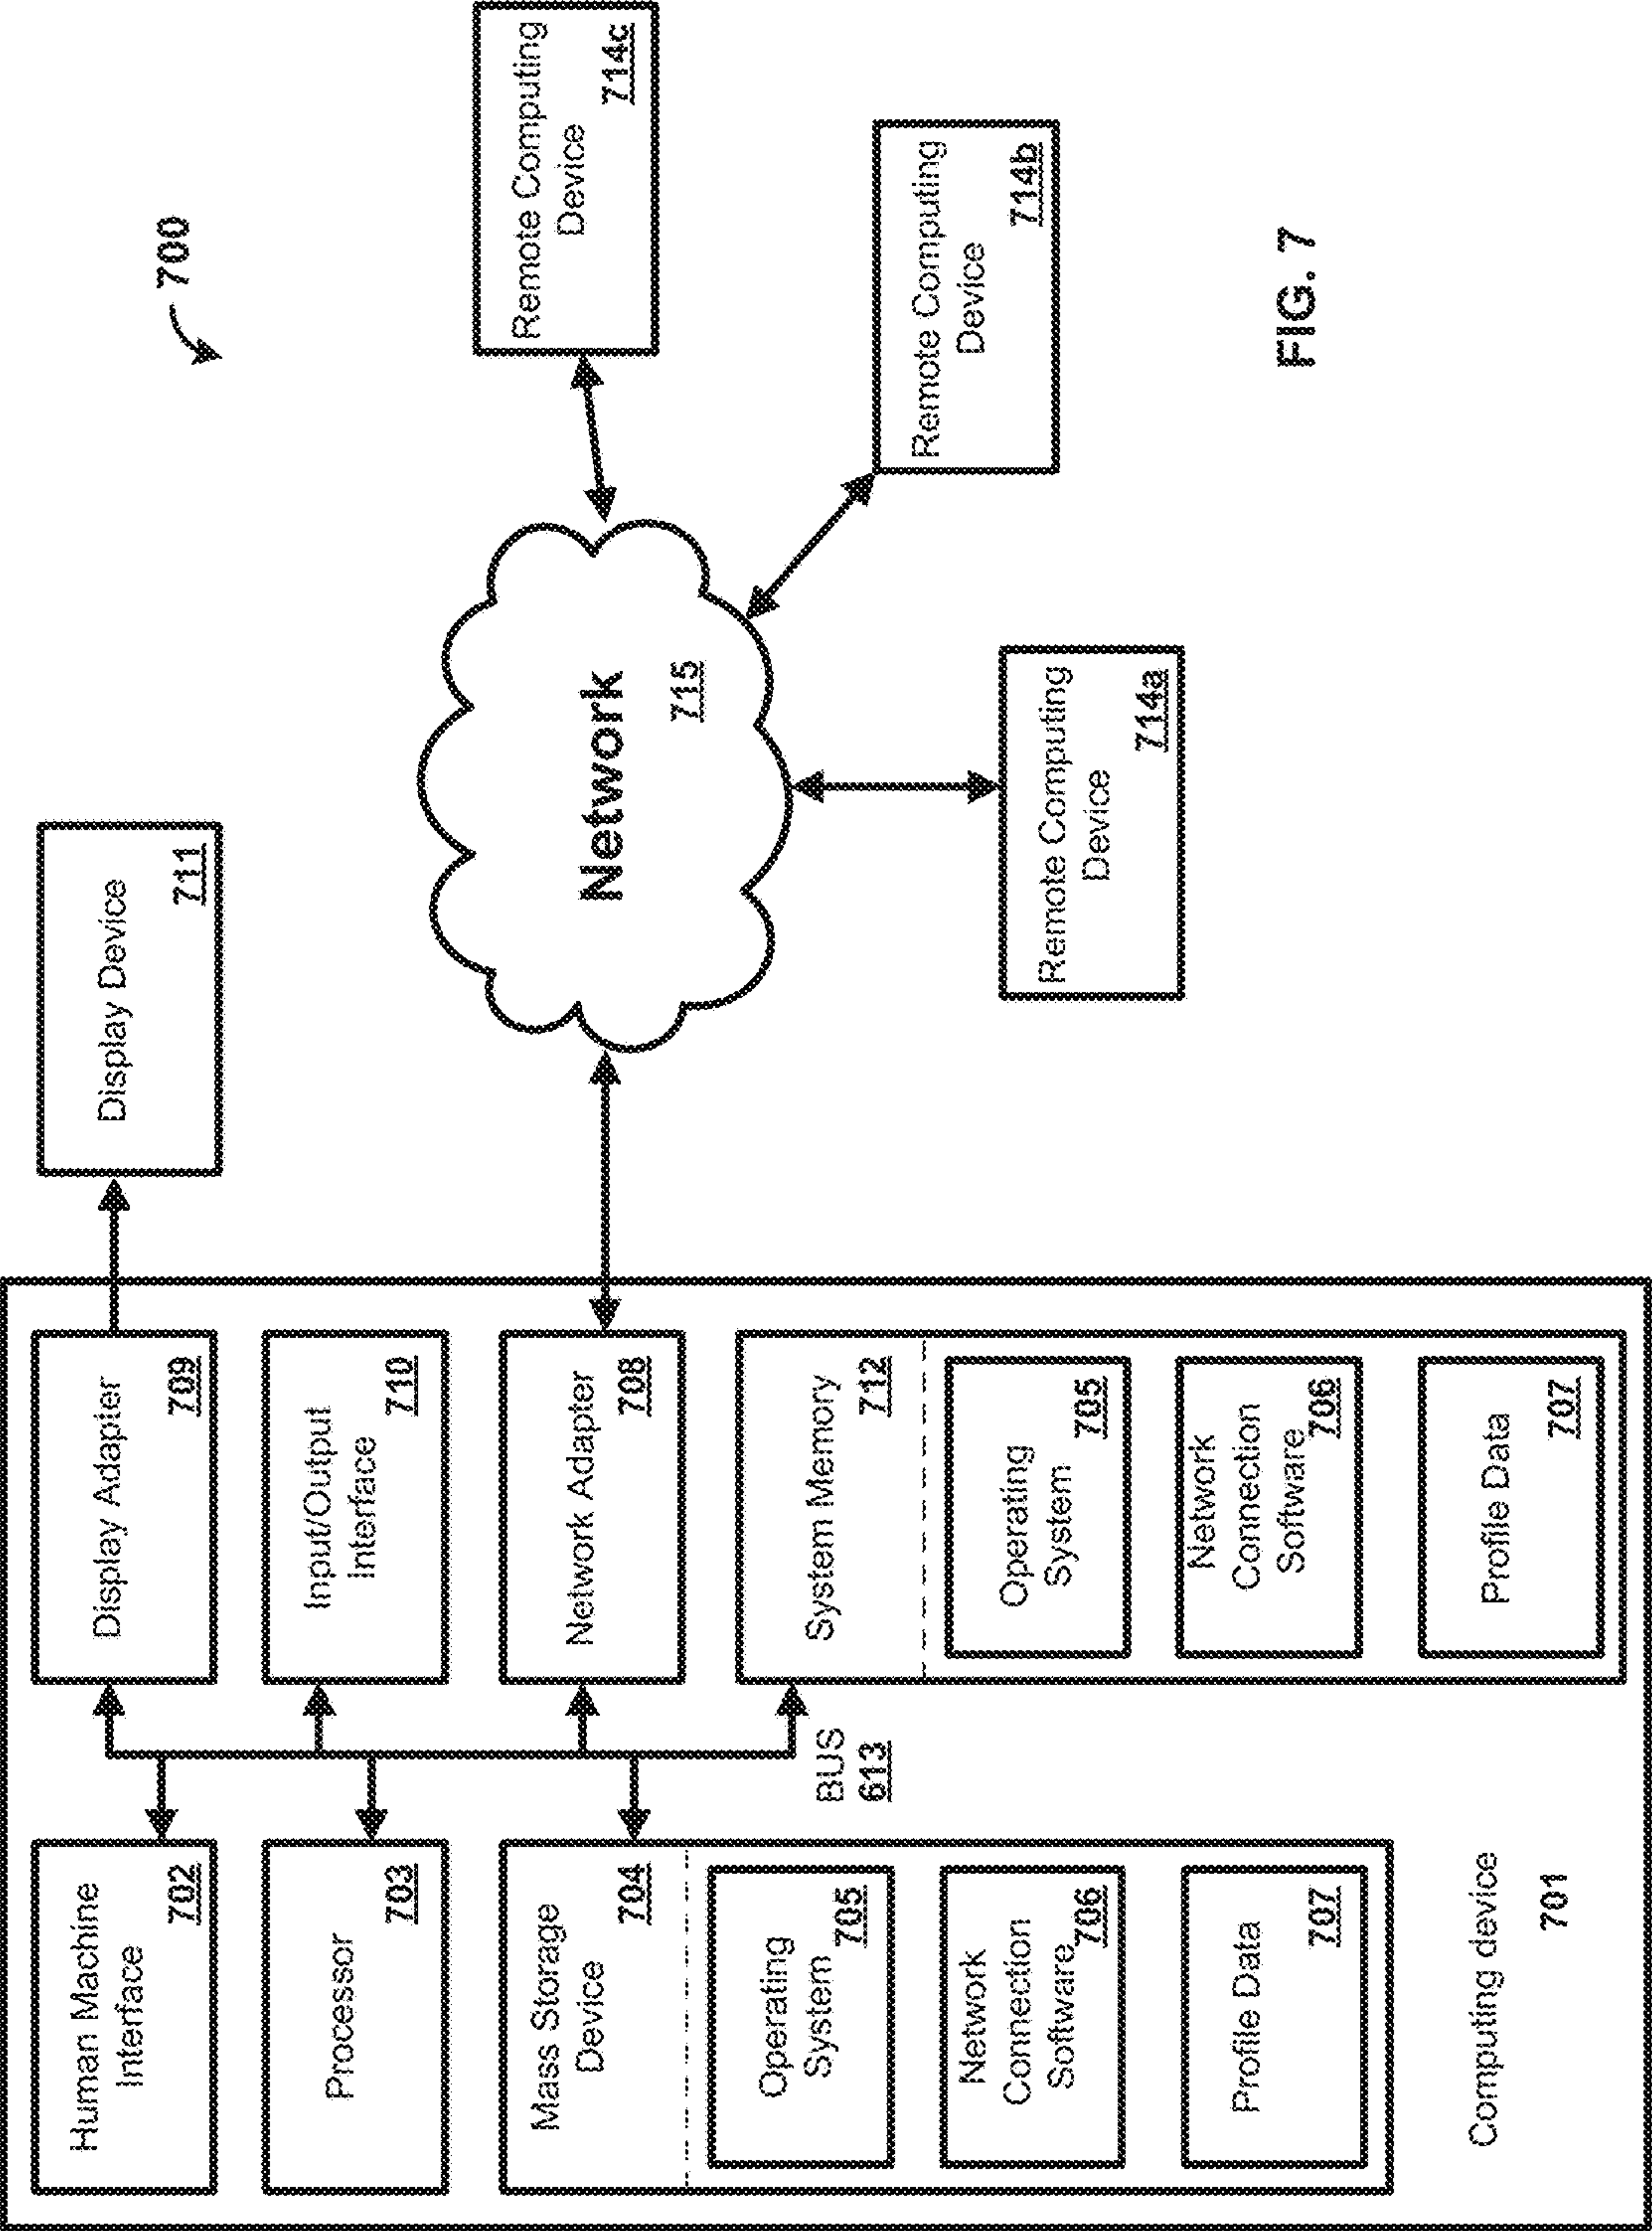 700
Human Machine
Interface
702
Display Adapter
709
Display Device
711
Processor
703
Input/Output
Interface
710
Mass Storage
Device
704
Network Adapter
708
Network
715
Remote Computing
Device
714c
Operating
System
705
Network
Connection
Software
706
Profile Data
707
BUS
613
System Memory
712
Operating
System
705
Network
Connection
Software
706
Profile Data
707
Remote Computing
Device
714b
Remote Computing
Device
714a
Computing device
701
FIG. 7